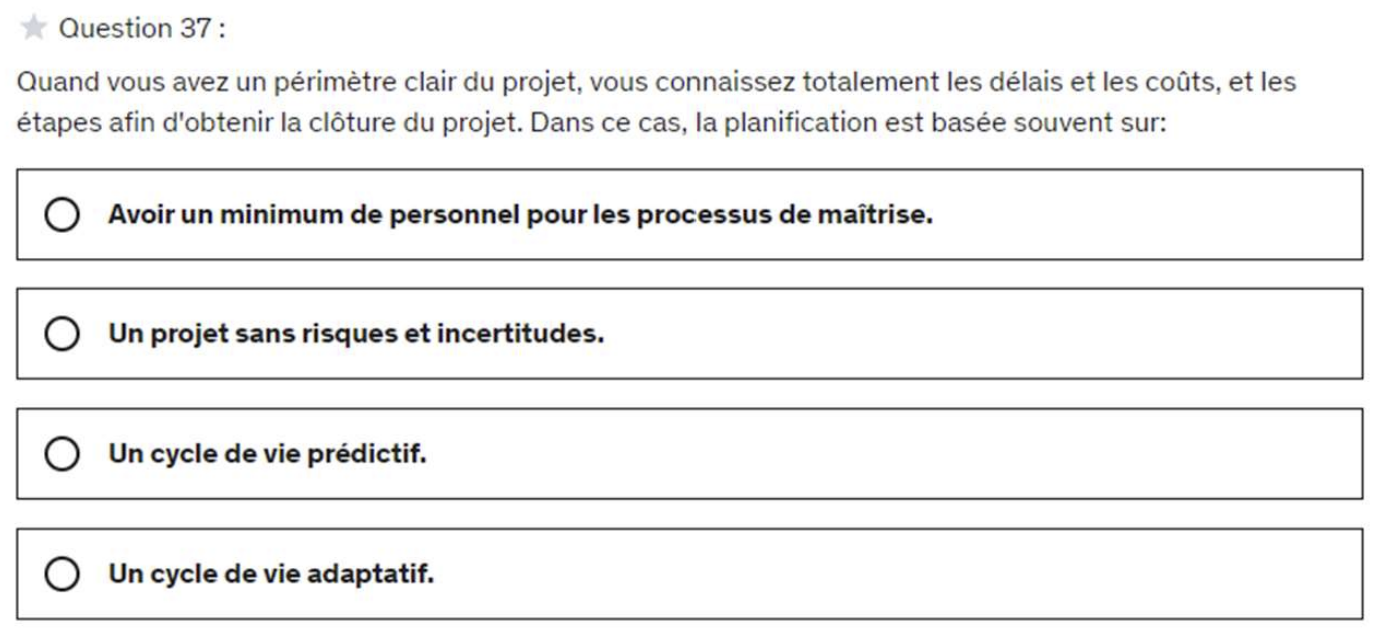 Question 37 :
Quand vous avez un périmètre clair du projet, vous connaissez totalement les délais et les coûts, et les
étapes afin d'obtenir la clôture du projet. Dans ce cas, la planification est basée souvent sur:
Avoir un minimum de personnel pour les processus de maîtrise.
Un projet sans risques et incertitudes.
Un cycle de vie prédictif.
Un cycle de vie adaptatif.